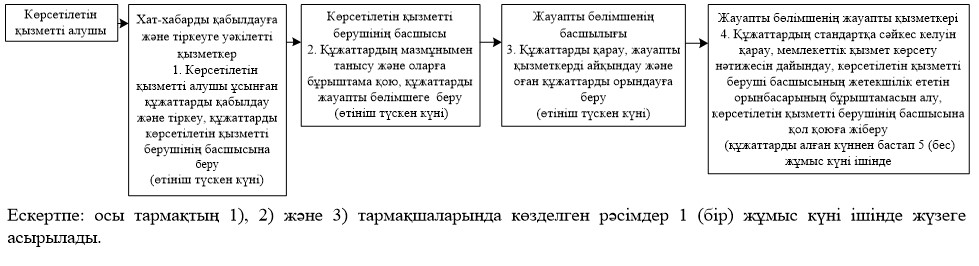 Көрсетілетін
қызметті алушы
Хат-хабарды қабылдауға
және тіркеуге уәкілетті
қызметкер
1. Көрсетілетін
қызметті алушы ұсынған
құжаттарды қабылдау
және тіркеу, құжаттарды
көрсетілетін қызметті
берушінің басшысына
беру
(өтініш түскен күні)
Көрсетілетін қызметті
берушінің басшысы
2. Құжаттардың мазмұнымен
танысу және оларға
бұрыштама қою, құжаттарды
жауапты бөлімшеге беру
(өтініш түскен күні)
Жауапты бөлімшенің
басшылығы
3. Құжаттарды қарау, жауапты
қызметкерді айқындау және
оған құжаттарды орындауға
беру
(өтініш түскен күні)
Жауапты бөлімшенің жауапты қызметкері
4. Құжаттардың стандартқа сәйкес келуін
қарау, мемлекеттік қызмет көрсету
нәтижесін дайындау, көрсетілетін қызметті
беруші басшысының жетекшілік ететін
орынбасарының бұрыштамасын алу,
көрсетілетін қызметті берушінің басшысына
қол қоюға жіберу
(құжаттарды алған күннен бастап 5 (бес)
жұмыс күні ішінде
Ескертпе: осы тармақтың 1), 2) және 3) тармақшаларында көзделген рәсімдер 1 (бір) жұмыс күні ішінде жүзеге
асырылады.